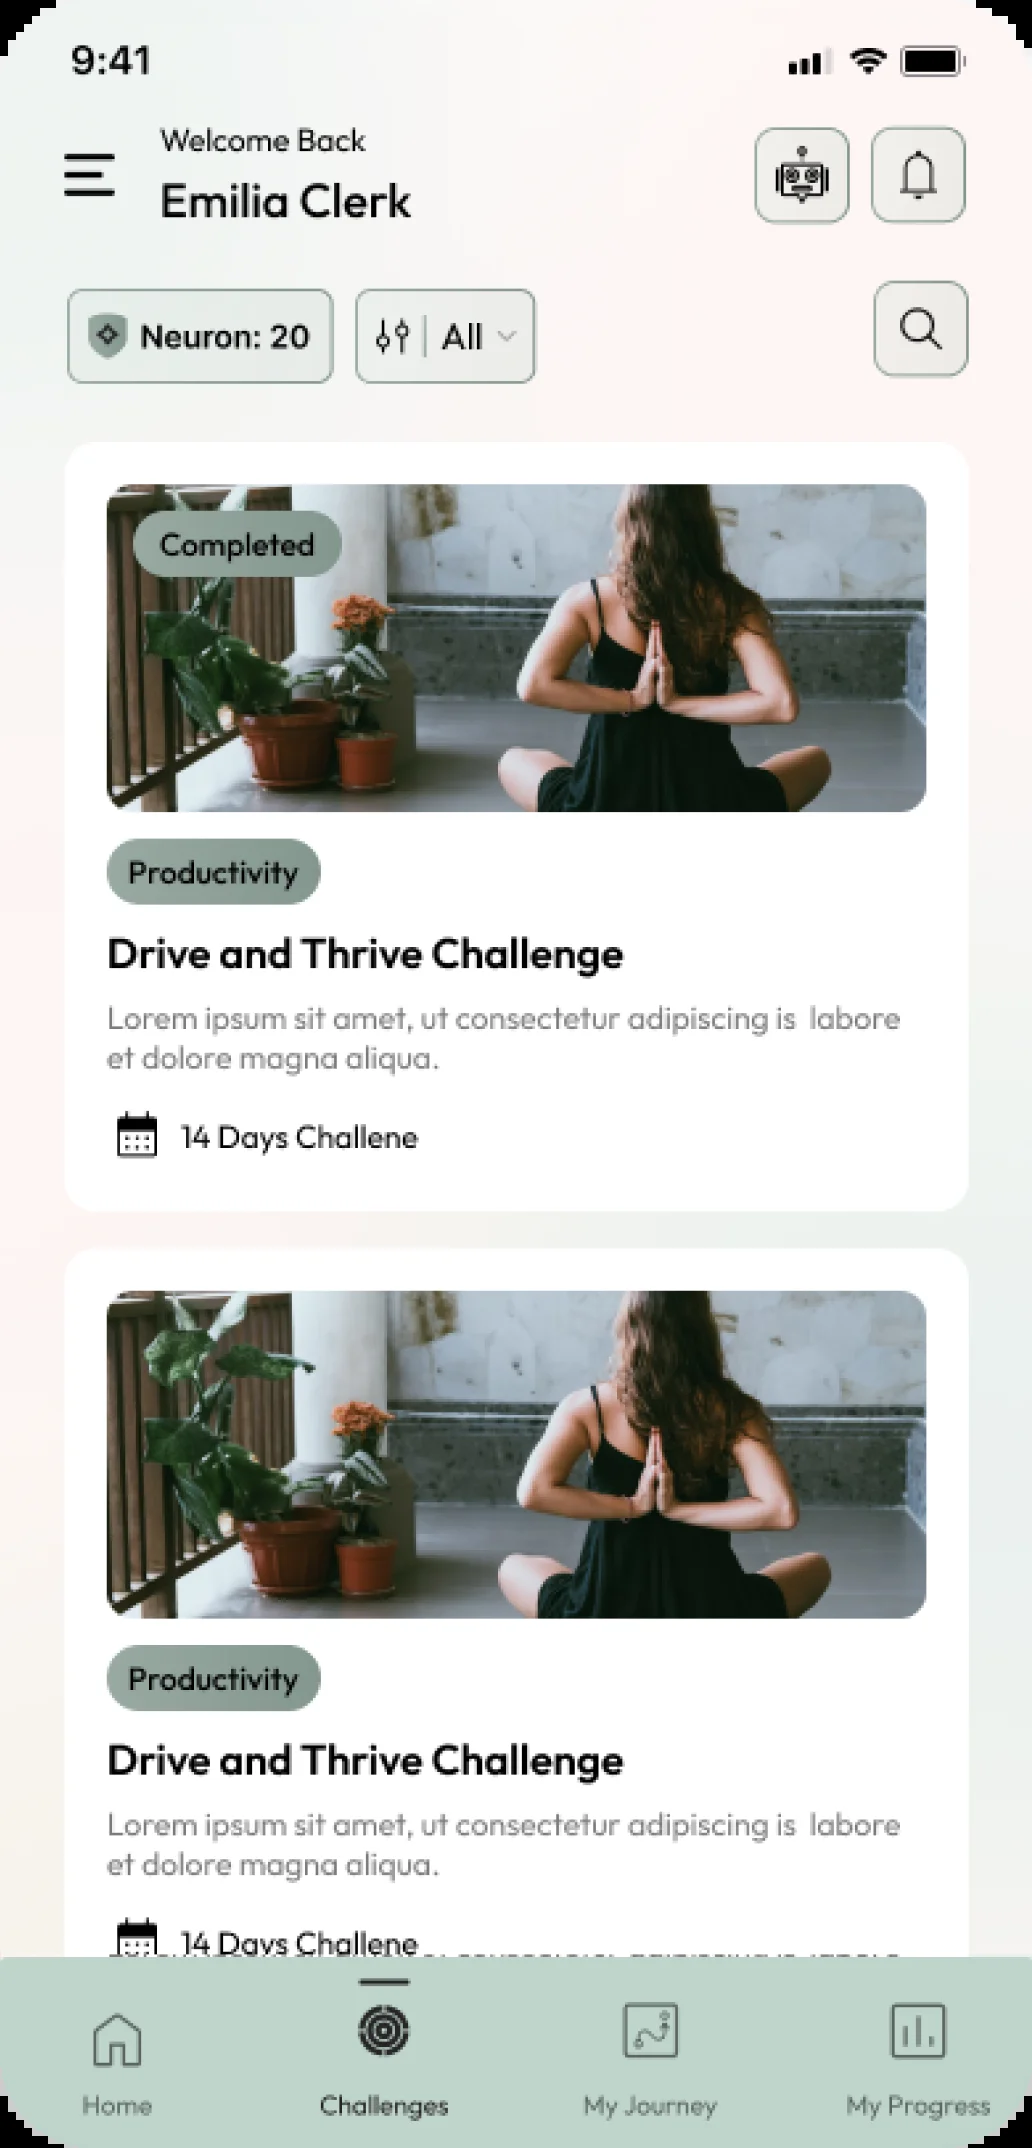 9:41
Welcome Back
Emilia Clerk
Neuron: 20
All
Completed
Productivity
Drive and Thrive Challenge
Lorem ipsum sit amet, ut consectetur adipiscing is  labore
et dolore magna aliqua.
14 Days Challene
Productivity
Drive and Thrive Challenge
Lorem ipsum sit amet, ut consectetur adipiscing is  labore
et dolore magna aliqua.
14 Days Challene
Home
Challenges
My Journey
My Progress